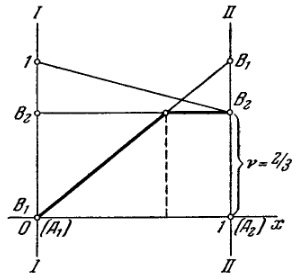 I II
1 B₁
B₂ B₂
ν = 2/3
B₁
0 (A₁) 1 (A₂) x
I II